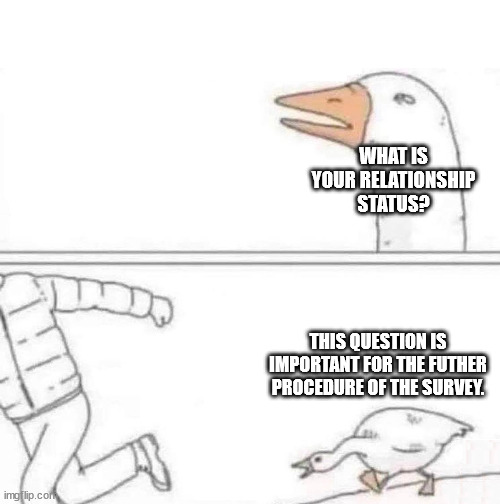 WHAT IS
YOUR RELATIONSHIP
STATUS?
THIS QUESTION IS
IMPORTANT FOR THE FUTHER
PROCEDURE OF THE SURVEY.
imgflip.com